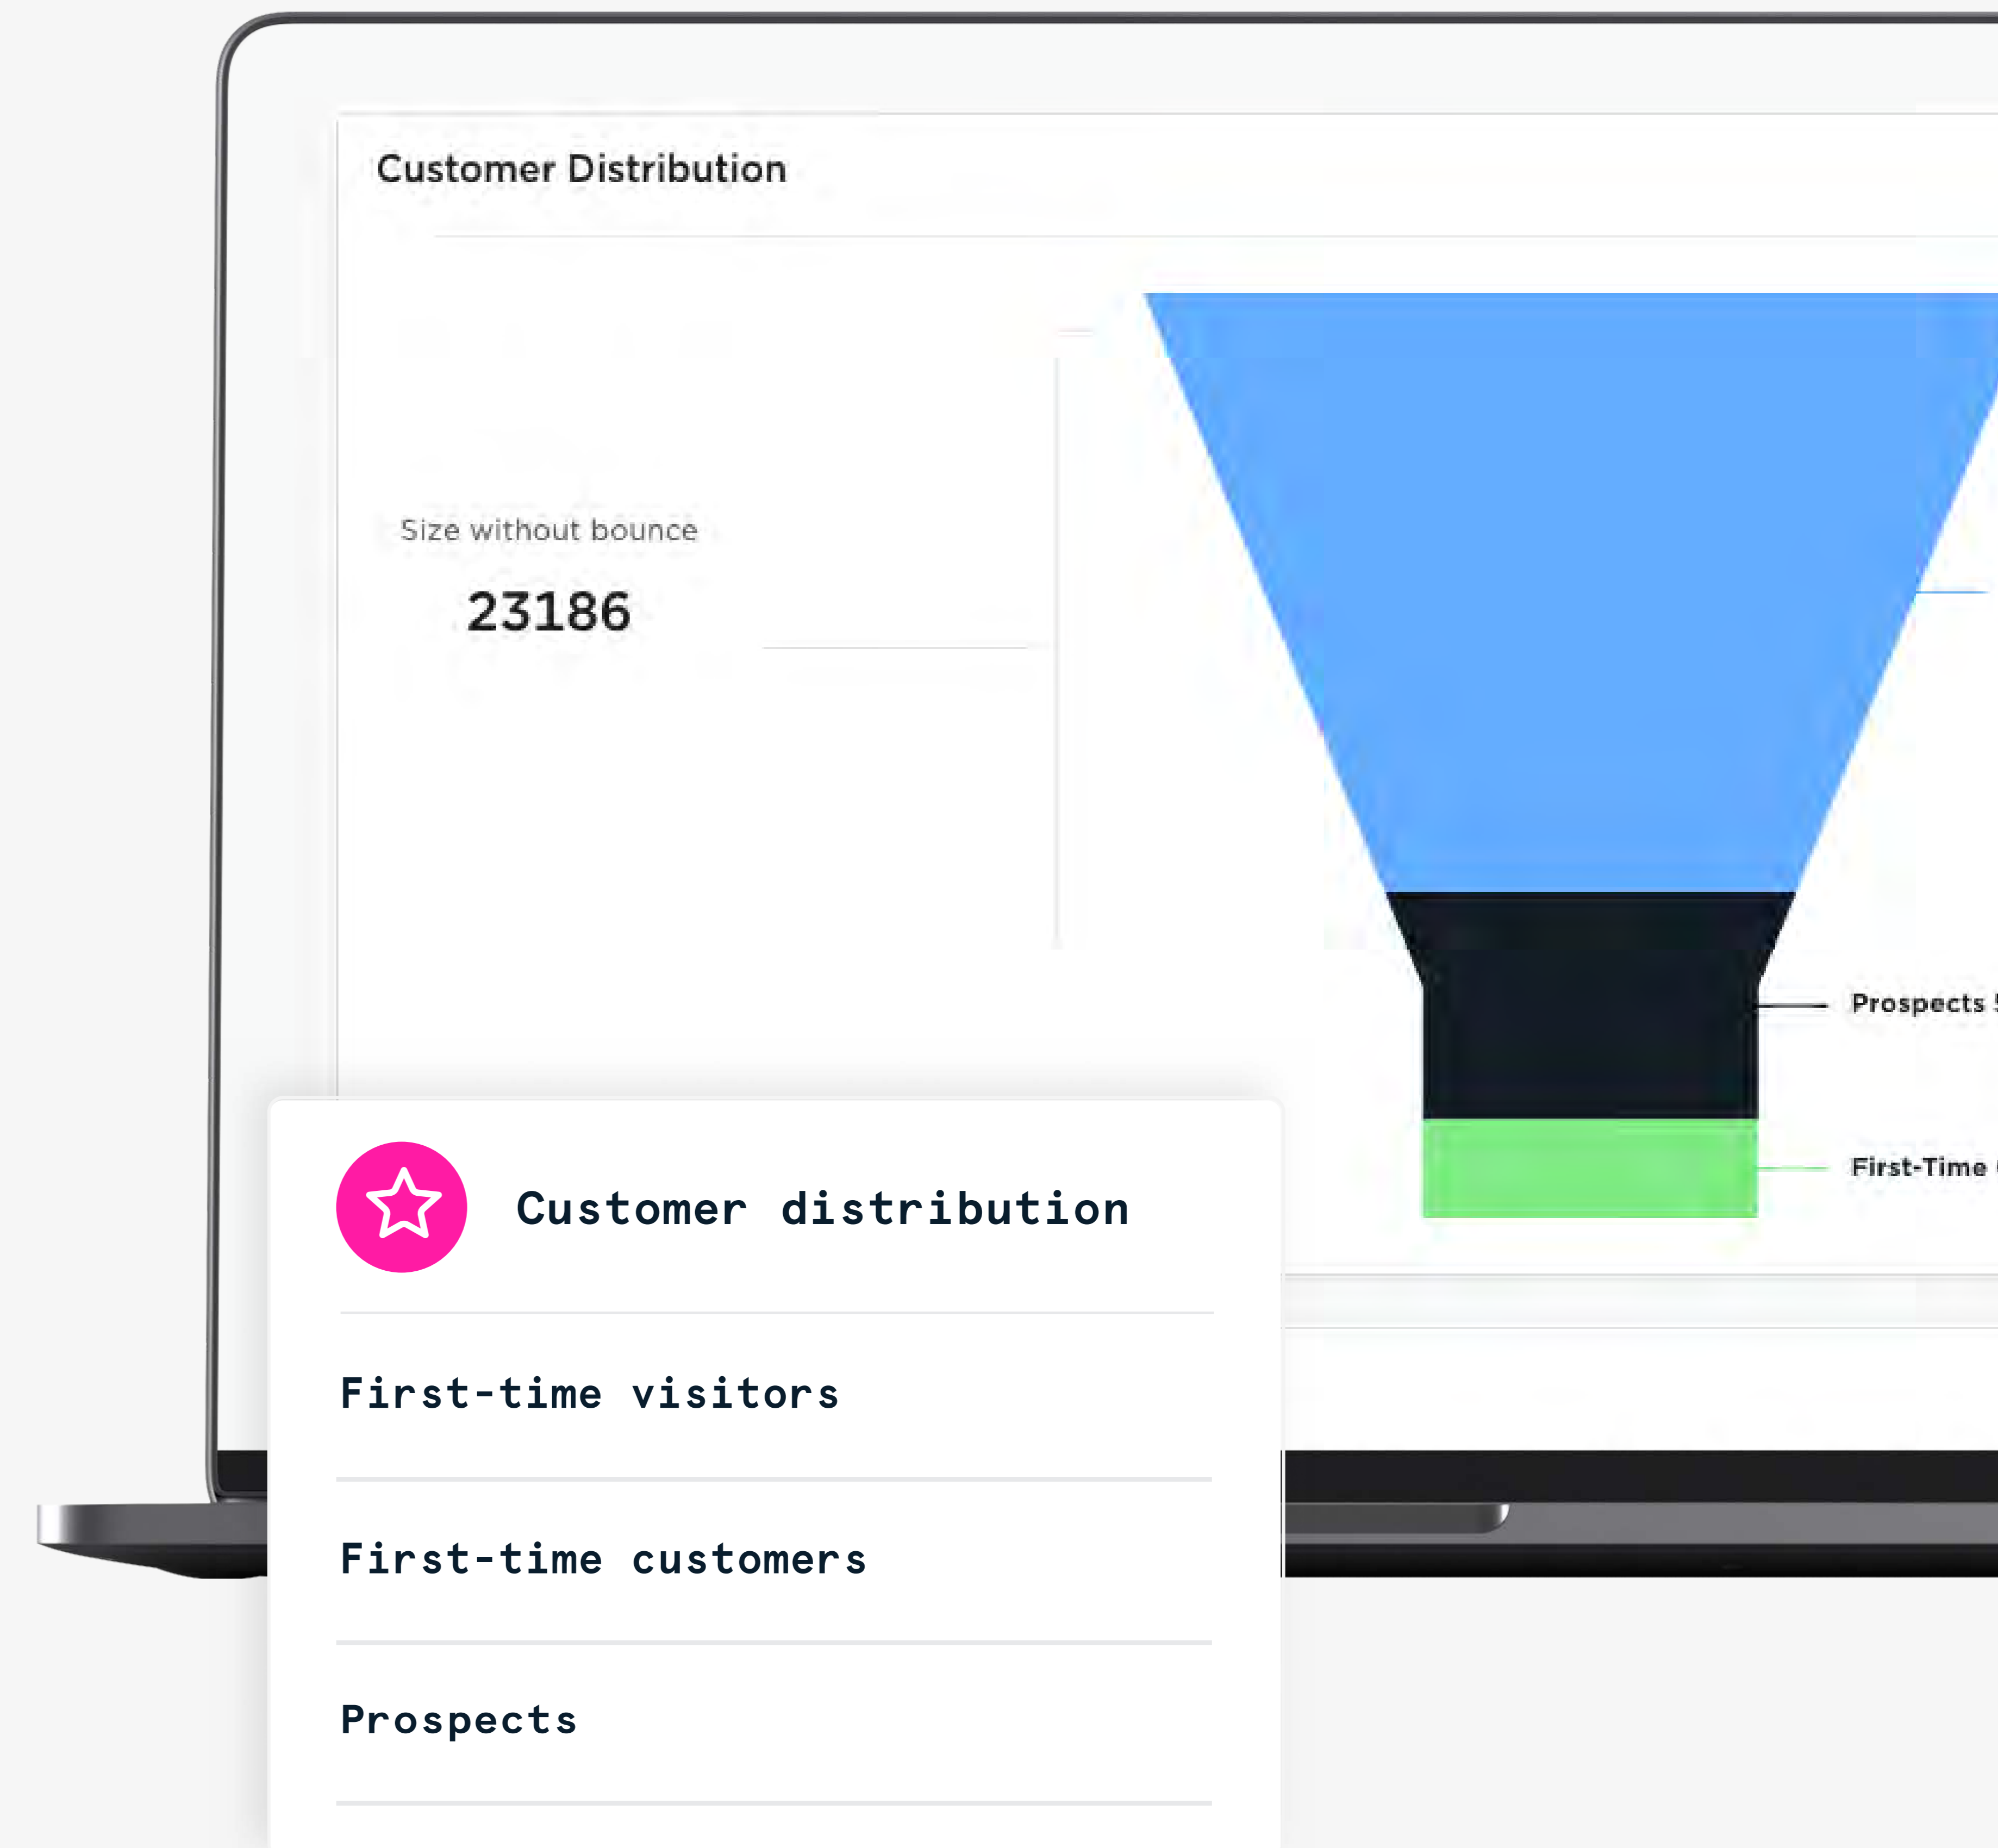 Customer Distribution
Size without bounce
23186
Prospects
First-Time
Customer distribution
First-time visitors
First-time customers
Prospects